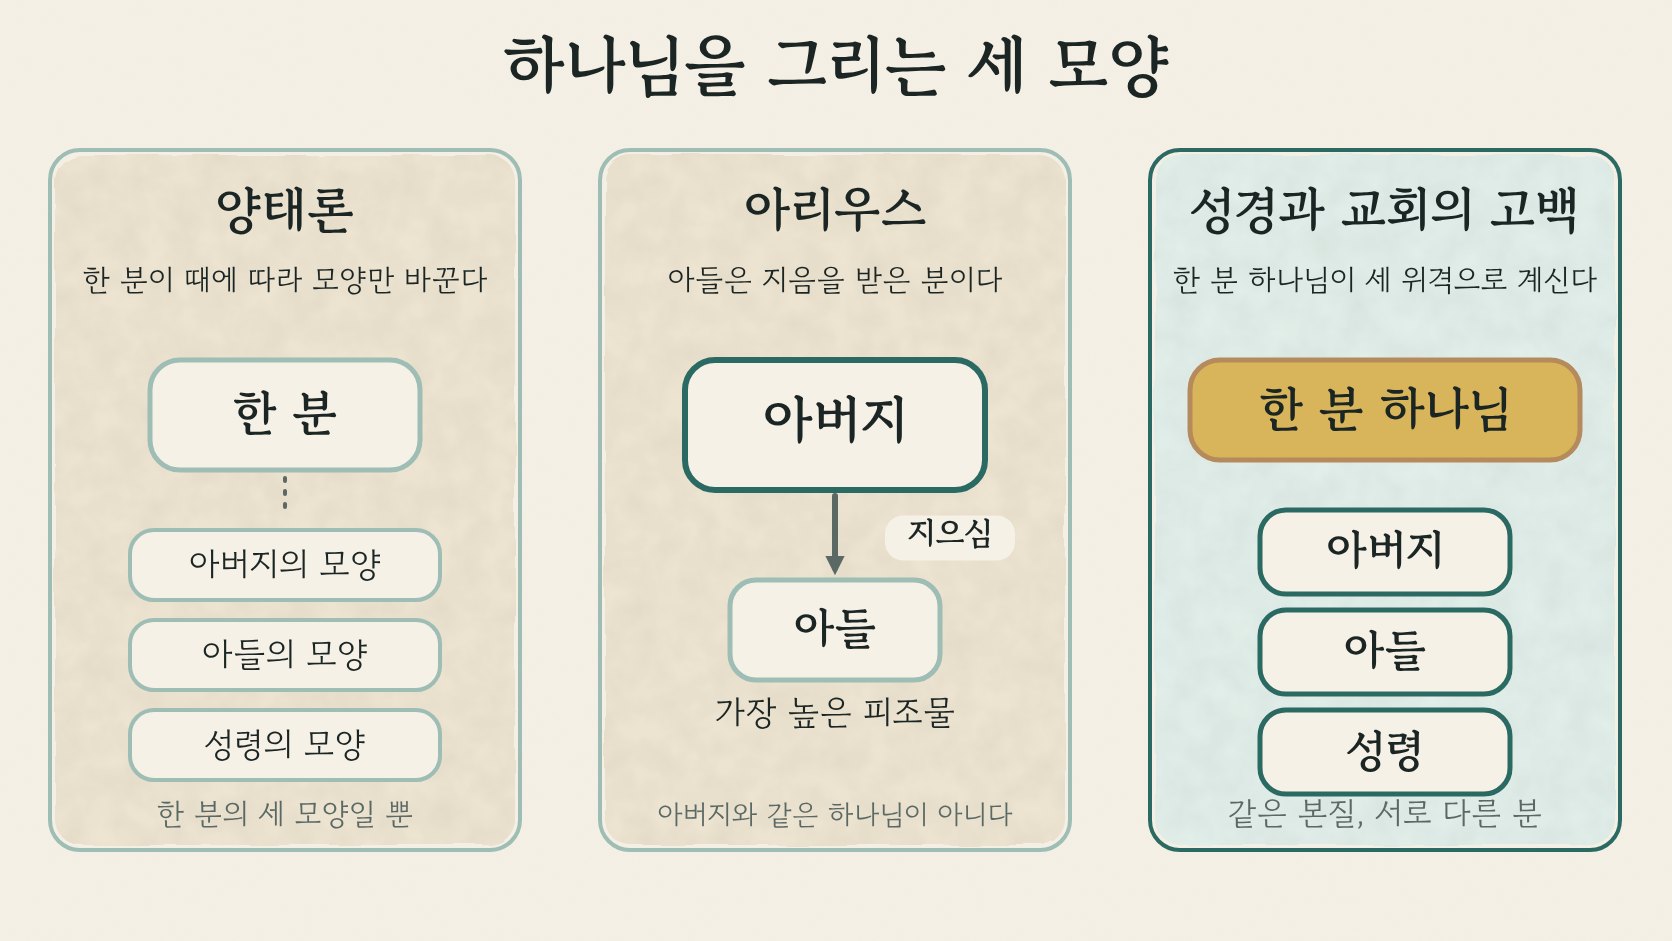 하나님을 그리는 세 모양
양태론
한 분이 때에 따라 모양만 바꾼다
한 분
아버지의 모양
아들의 모양
성령의 모양
한 분의 세 모양일 뿐
아리우스
아들은 지음을 받은 분이다
아버지
지으심
아들
가장 높은 피조물
아버지와 같은 하나님이 아니다
성경과 교회의 고백
한 분 하나님이 세 위격으로 계신다
한 분 하나님
아버지
아들
성령
같은 본질, 서로 다른 분